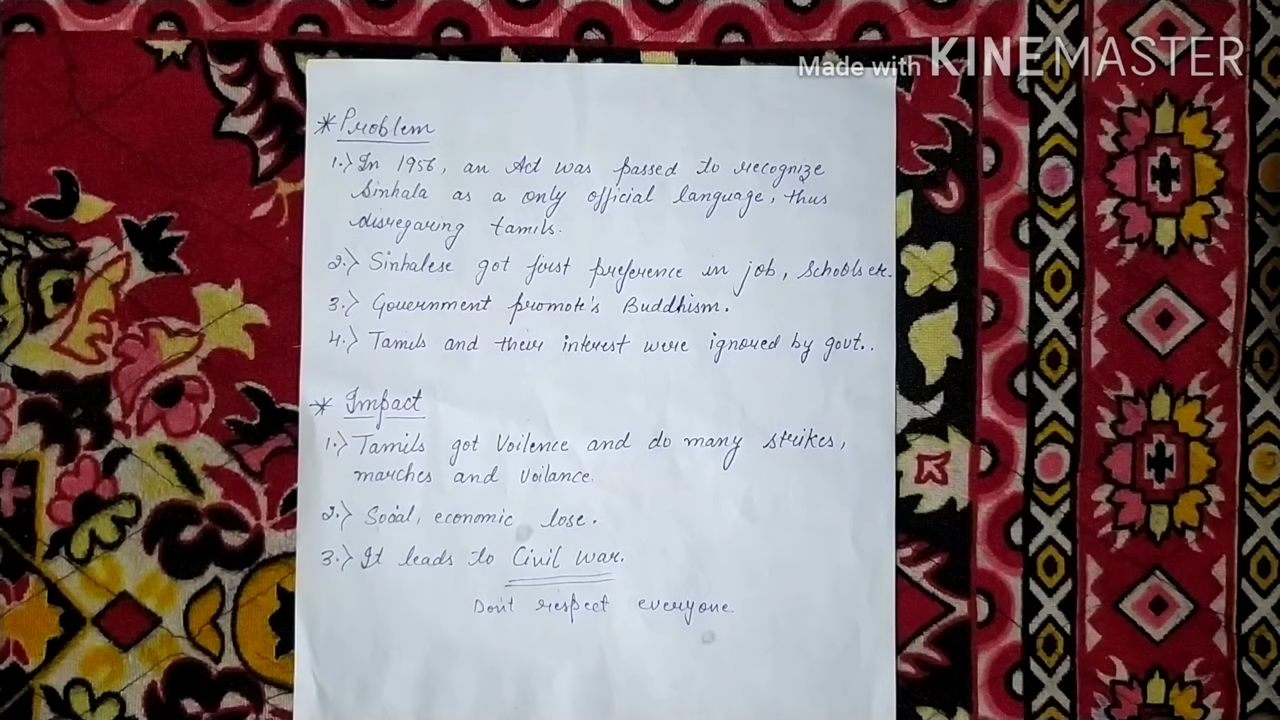 Made with KINEMASTER
* Problem
1.) In 1956, an Act was passed to recognize
Sinhala as a only official language, thus
disregaring tamils.
2.) Sinhalese got first preference in job, schools etc.
3.) Government promote's Buddhism.
4.) Tamils and their interest were ignored by govt..
* Impact
1.) Tamils got Voilence and do many strikes,
marches and Voilance.
2.) Social, economic lose.
3.) It leads to Civil War.
Don't respect everyone.